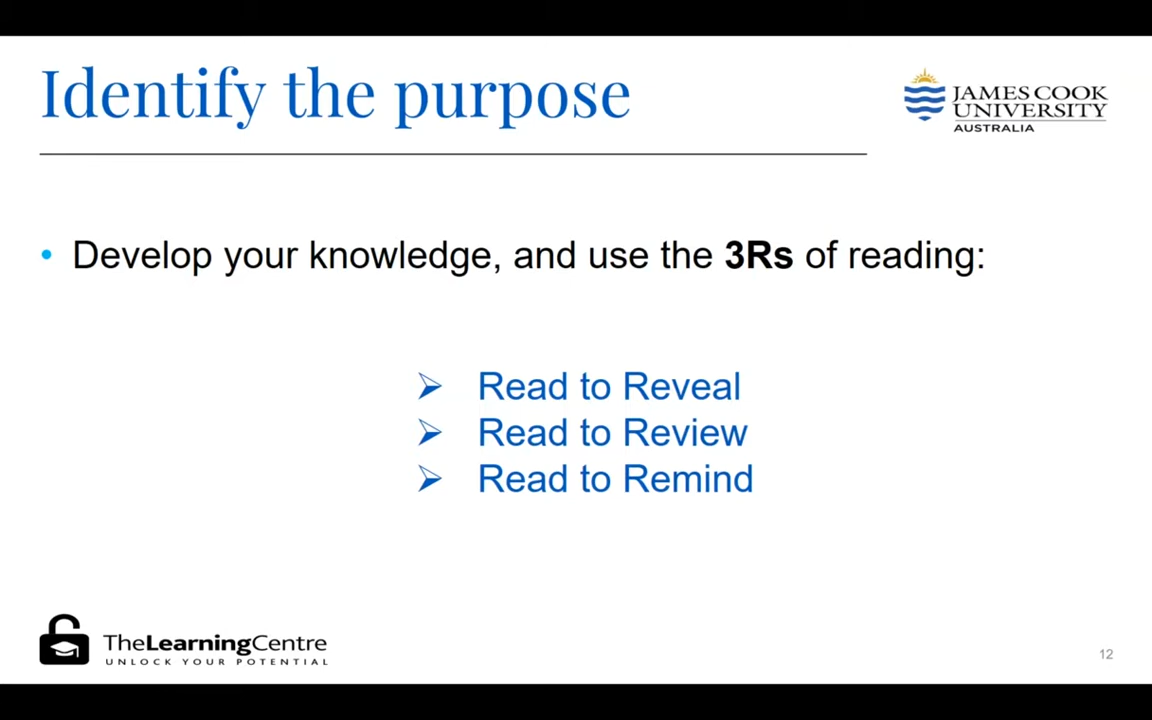 Identify the purpose
JAMES COOK
UNIVERSITY
AUSTRALIA
• Develop your knowledge, and use the 3Rs of reading:
➢ Read to Reveal
➢ Read to Review
➢ Read to Remind
TheLearningCentre
UNLOCK YOUR POTENTIAL
12